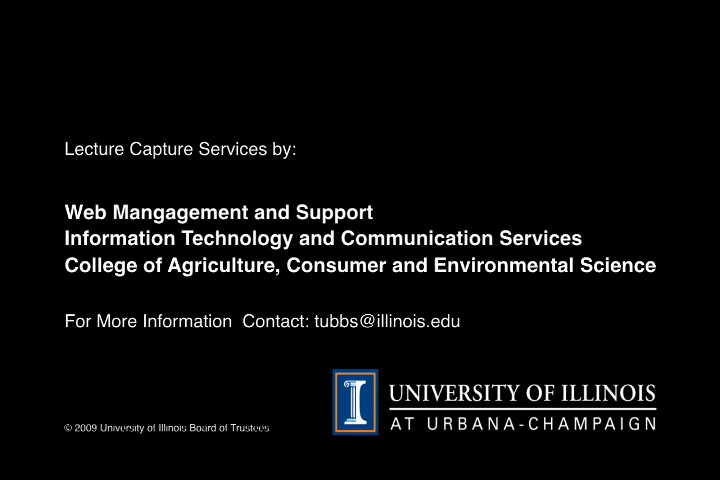 Lecture Capture Services by:
Web Mangagement and Support
Information Technology and Communication Services
College of Agriculture, Consumer and Environmental Science
For More Information  Contact: tubbs@illinois.edu
I
UNIVERSITY OF ILLINOIS
AT URBANA-CHAMPAIGN
© 2009 University of Illinois Board of Trustees